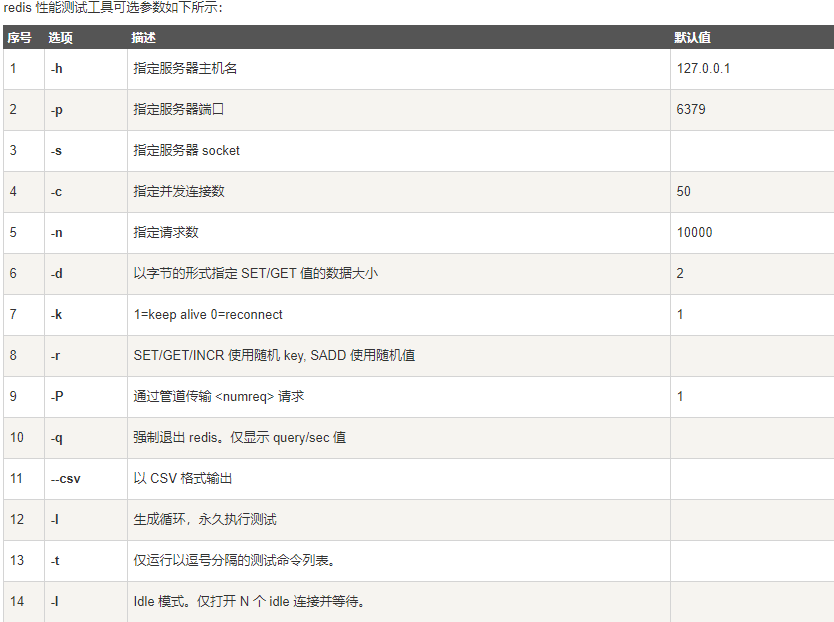 redis 性能测试工具可选参数如下所示：
序号 选项 描述 默认值
1 -h 指定服务器主机名 127.0.0.1
2 -p 指定服务器端口 6379
3 -s 指定服务器 socket
4 -c 指定并发连接数 50
5 -n 指定请求数 10000
6 -d 以字节的形式指定 SET/GET 值的数据大小 2
7 -k 1=keep alive 0=reconnect 1
8 -r SET/GET/INCR 使用随机 key, SADD 使用随机值
9 -P 通过管道传输 <numreq> 请求 1
10 -q 强制退出 redis。仅显示 query/sec 值
11 --csv 以 CSV 格式输出
12 -l 生成循环，永久执行测试
13 -t 仅运行以逗号分隔的测试命令列表。
14 -I Idle 模式。仅打开 N 个 idle 连接并等待。